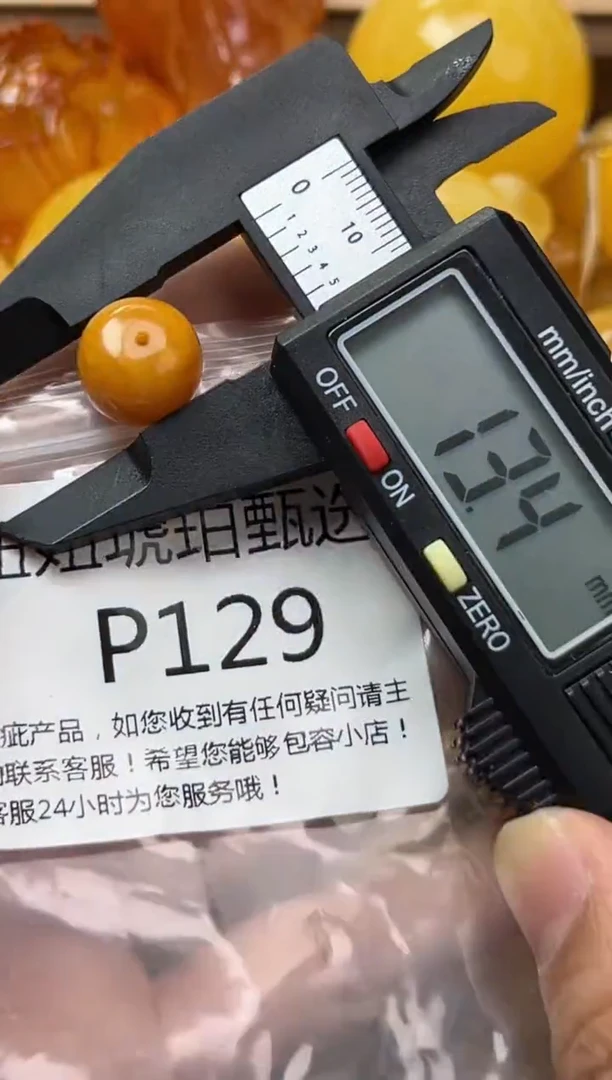 0
10
1 2 3 4 5
mm/inch
OFF
ON
ZERO
13.4
琥珀甄选
P129
疵产品，如您收到有任何疑问请主
联系客服！希望您能够包容小店！
客服24小时为您服务哦！